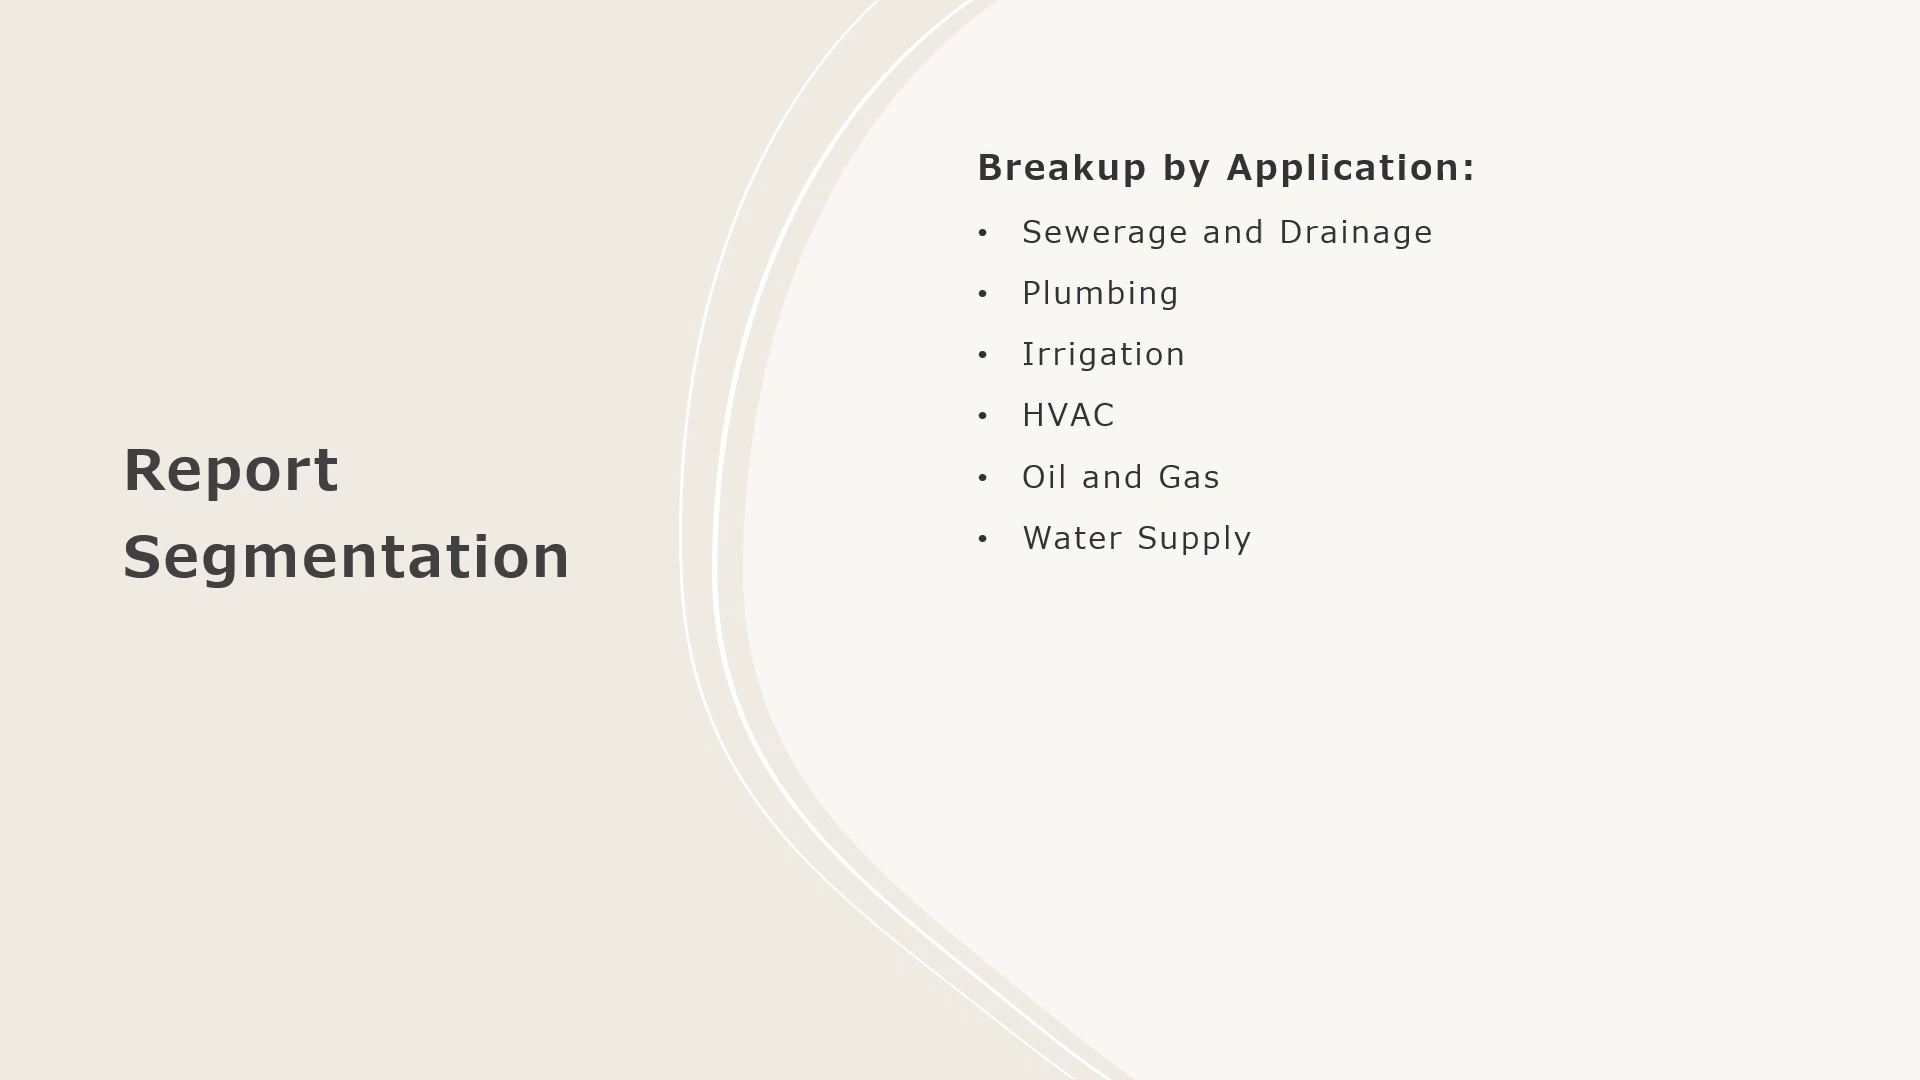 Report
Segmentation
Breakup by Application:
• Sewerage and Drainage
• Plumbing
• Irrigation
• HVAC
• Oil and Gas
• Water Supply